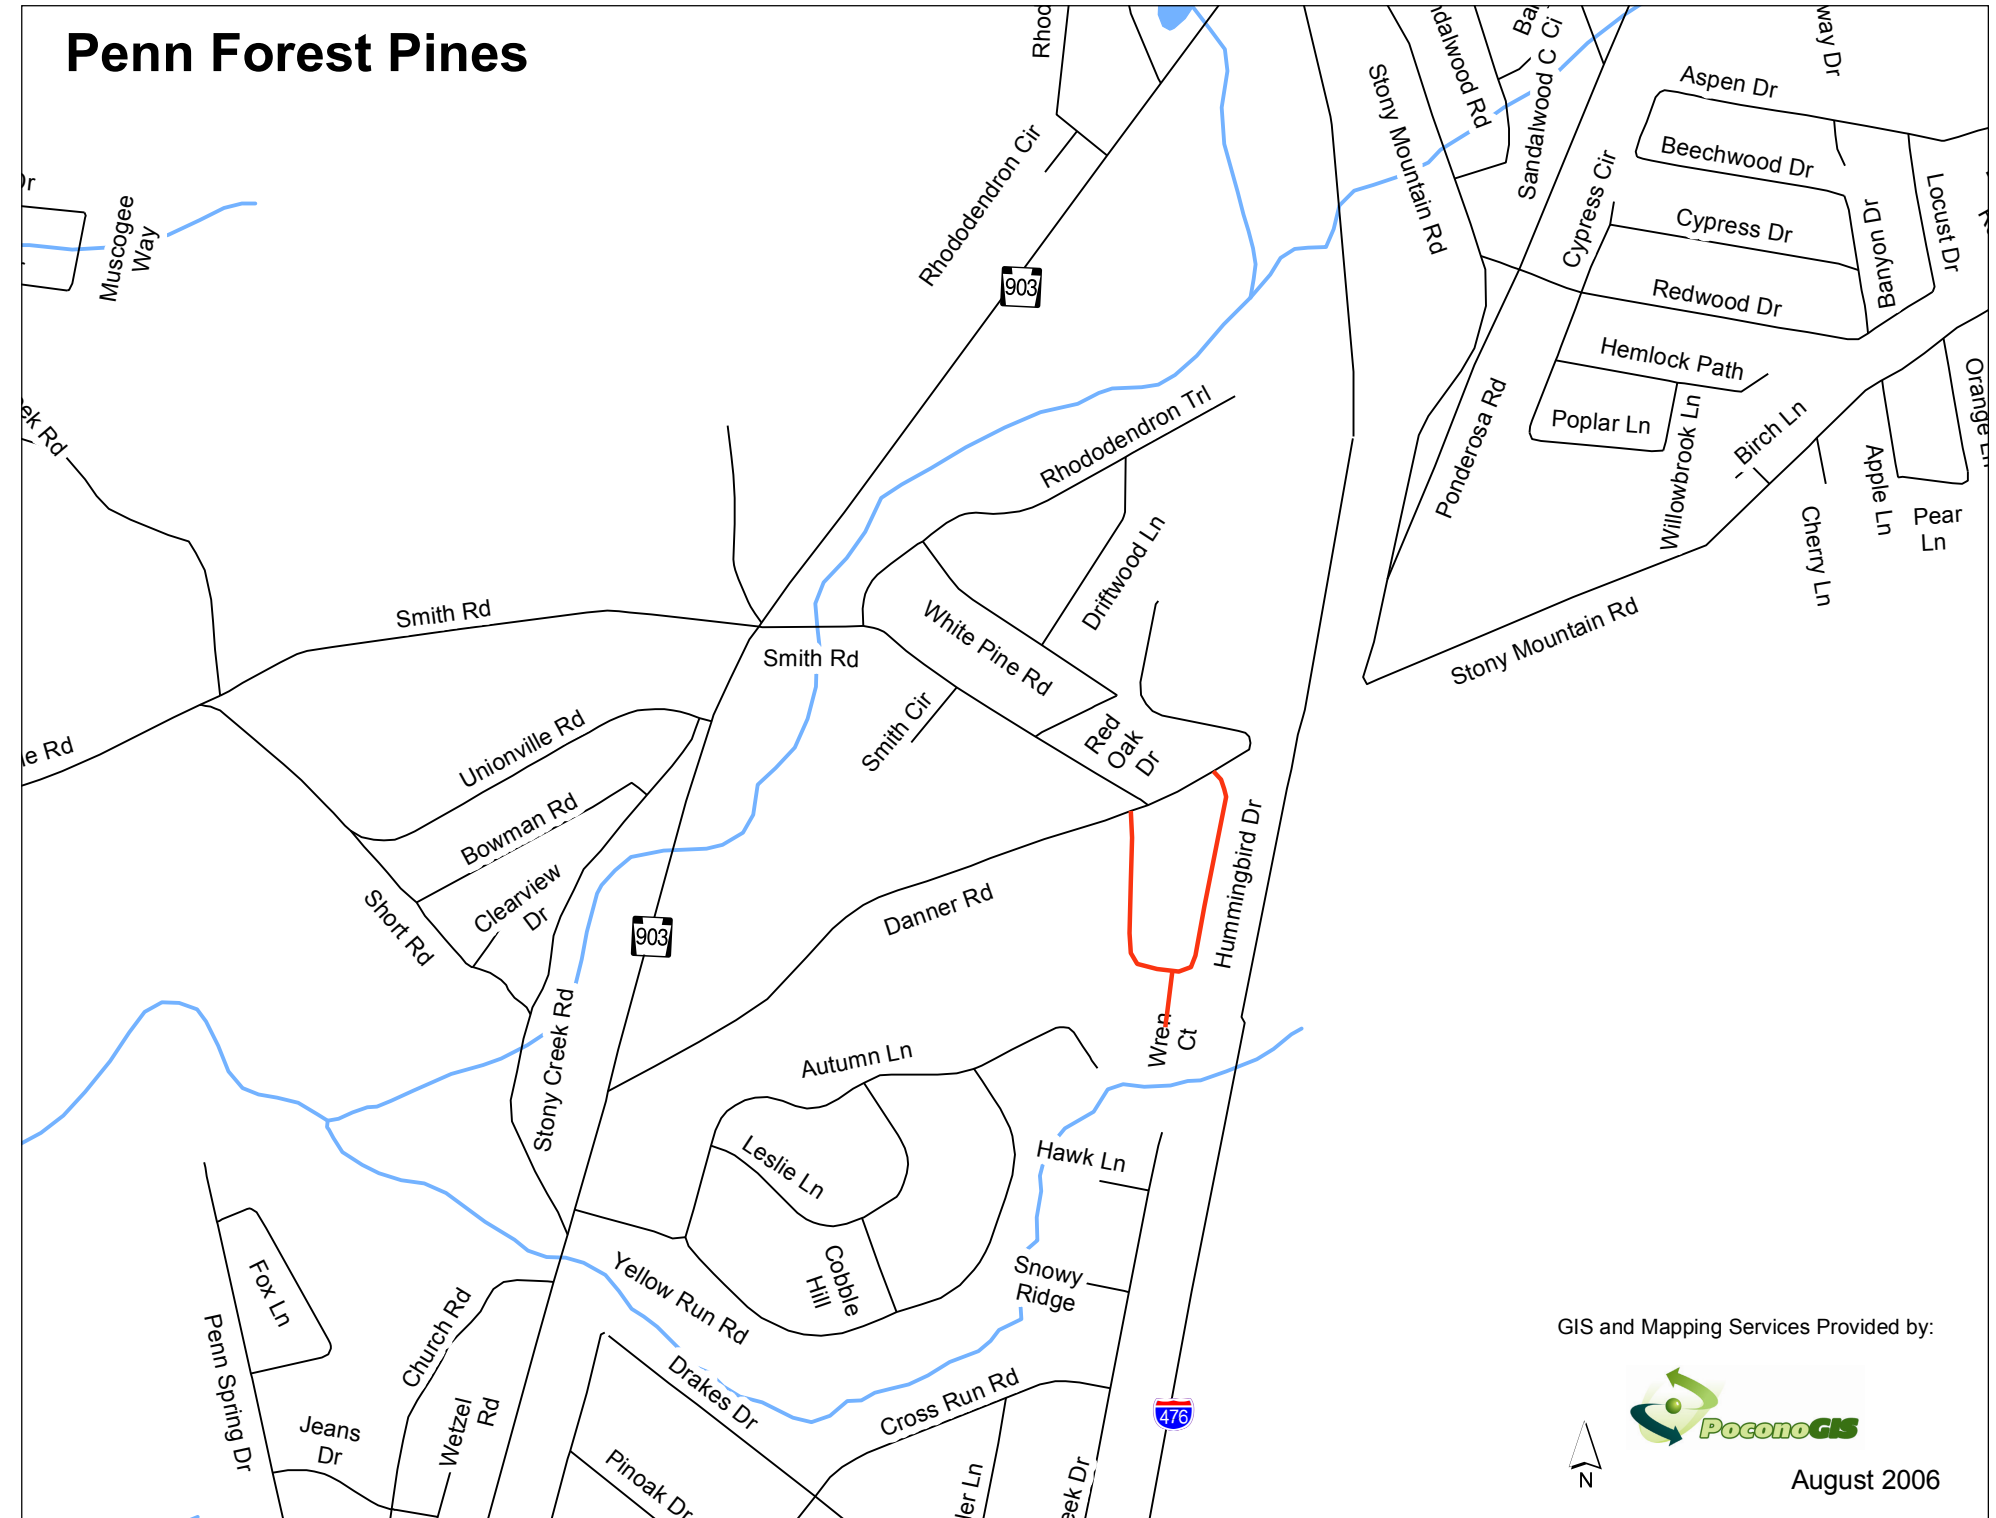 Penn Forest Pines
Rhododendron Cir
Stony Mountain Rd
Sandalwood C Ci
Aspen Dr
Beechwood Dr
Cypress Cir
Cypress Dr
Banyon Dr
Locust Dr
Redwood Dr
Hemlock Path
Poplar Ln
Willowbrook Ln
Birch Ln
Ponderosa Rd
Cherry Ln
Apple Ln
Pear
Ln
Stony Mountain Rd
Muscogee
Way
903
Rhododendron Trl
Driftwood Ln
White Pine Rd
Smith Rd
Smith Rd
Smith Cir
Red
Oak
Dr
Unionville Rd
Bowman Rd
Clearview
Dr
Short Rd
903
Danner Rd
Hummingbird Dr
Wren
Ct
Stony Creek Rd
Autumn Ln
Leslie Ln
Cobble
Hill
Hawk Ln
Snowy
Ridge
Yellow Run Rd
Fox Ln
Penn Spring Dr
Church Rd
Jeans
Dr
Wetzel
Rd
Drakes Dr
Pinoak Dr
Cross Run Rd
476
GIS and Mapping Services Provided by:
PoconoGIS
N
August 2006